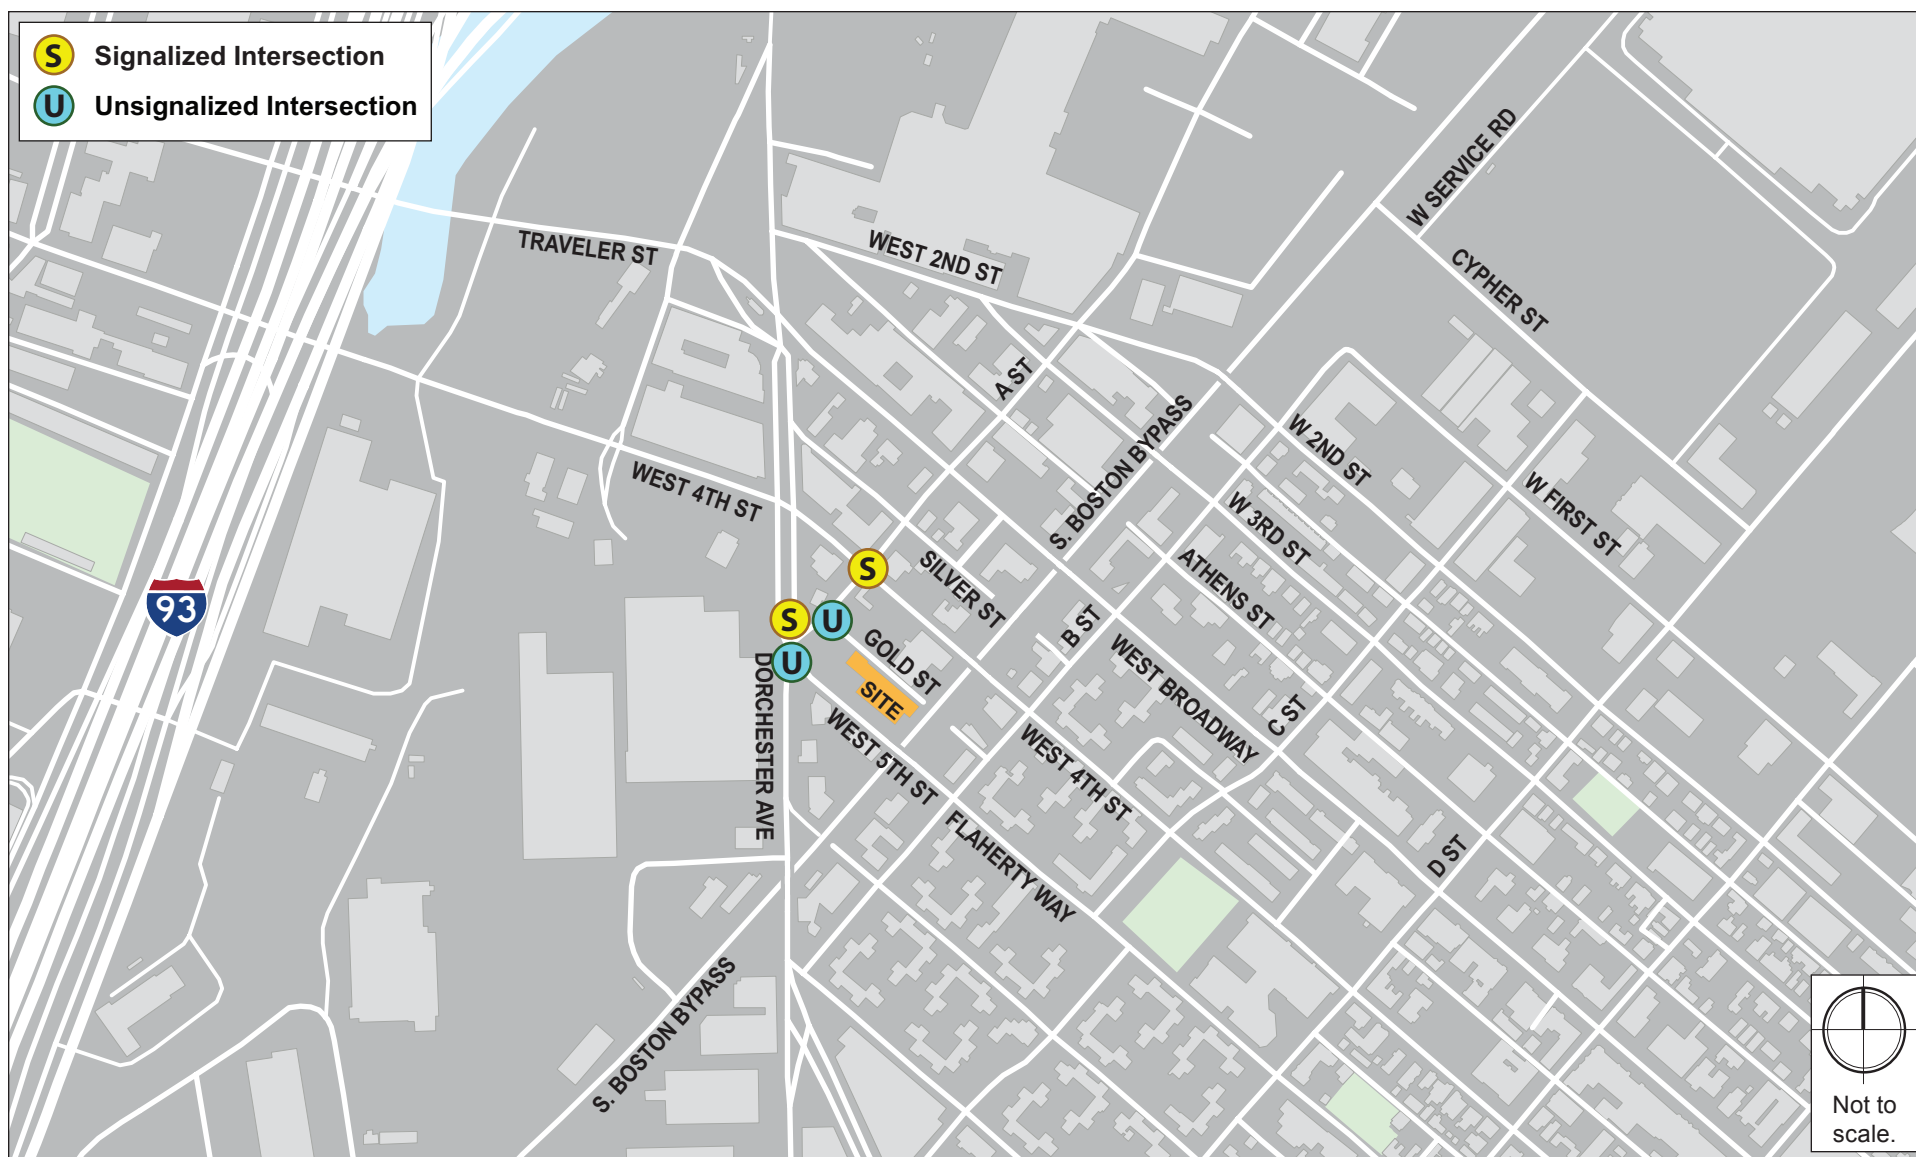 S Signalized Intersection
U Unsignalized Intersection
W SERVICE RD
TRAVELER ST
WEST 2ND ST
CYPHER ST
A ST
S. BOSTON BYPASS
W 2ND ST
WEST 4TH ST
W FIRST ST
W 3RD ST
ATHENS ST
SILVER ST
S
93
S
U
B ST
GOLD ST
U
WEST BROADWAY
SITE
C ST
DORCHESTER AVE
WEST 5TH ST
WEST 4TH ST
FLAHERTY WAY
D ST
S. BOSTON BYPASS
Not to
scale.